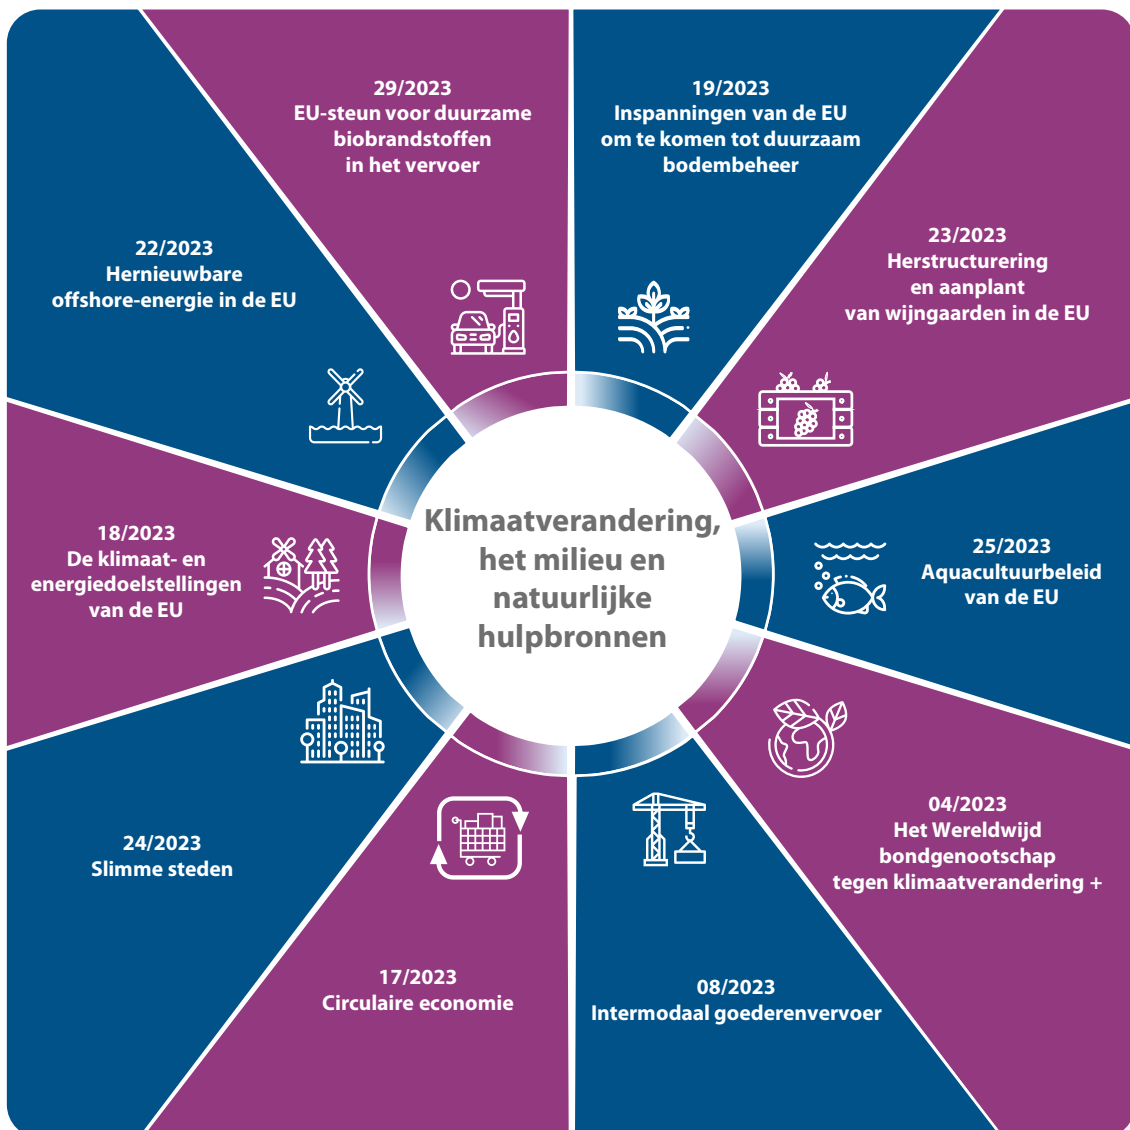 29/2023
EU-steun voor duurzame
biobrandstoffen
in het vervoer
19/2023
Inspanningen van de EU
om te komen tot duurzaam
bodembeheer
23/2023
Herstructurering
en aanplant
van wijngaarden in de EU
22/2023
Hernieuwbare
offshore-energie in de EU
18/2023
De klimaat- en
energiedoelstellingen
van de EU
Klimaatverandering,
het milieu en
natuurlijke
hulpbronnen
25/2023
Aquacultuurbeleid
van de EU
24/2023
Slimme steden
04/2023
Het Wereldwijd
bondgenootschap
tegen klimaatverandering +
17/2023
Circulaire economie
08/2023
Intermodaal goederenvervoer